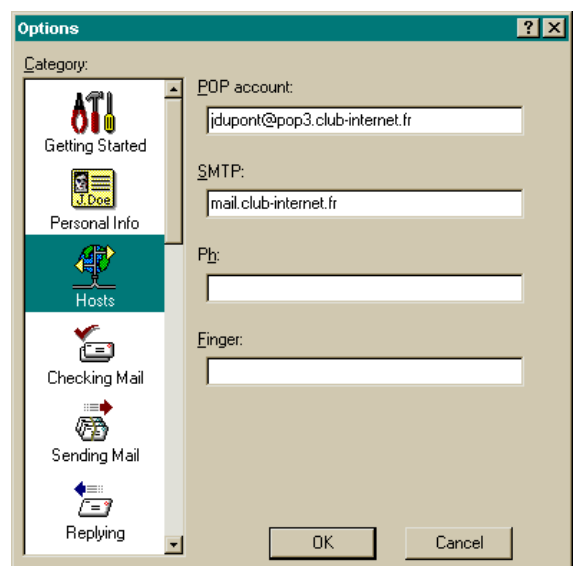 Options
Category:
Getting Started
J.Doe
Personal Info
Hosts
Checking Mail
Sending Mail
Replying
POP account:
jdupont@pop3.club-internet.fr
SMTP:
mail.club-internet.fr
Ph:
Finger:
OK
Cancel